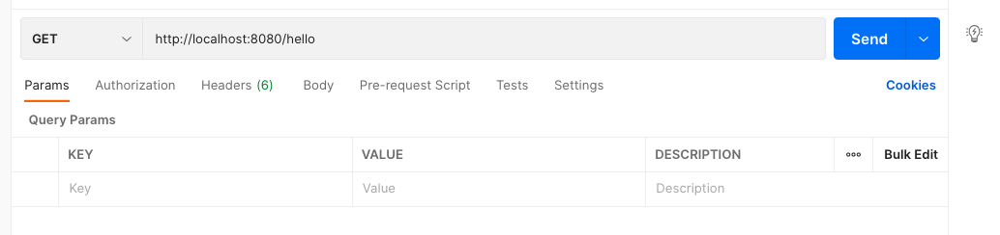 GET http://localhost:8080/hello Send
Params Authorization Headers (6) Body Pre-request Script Tests Settings Cookies
Query Params
KEY VALUE DESCRIPTION ooo Bulk Edit
Key Value Description